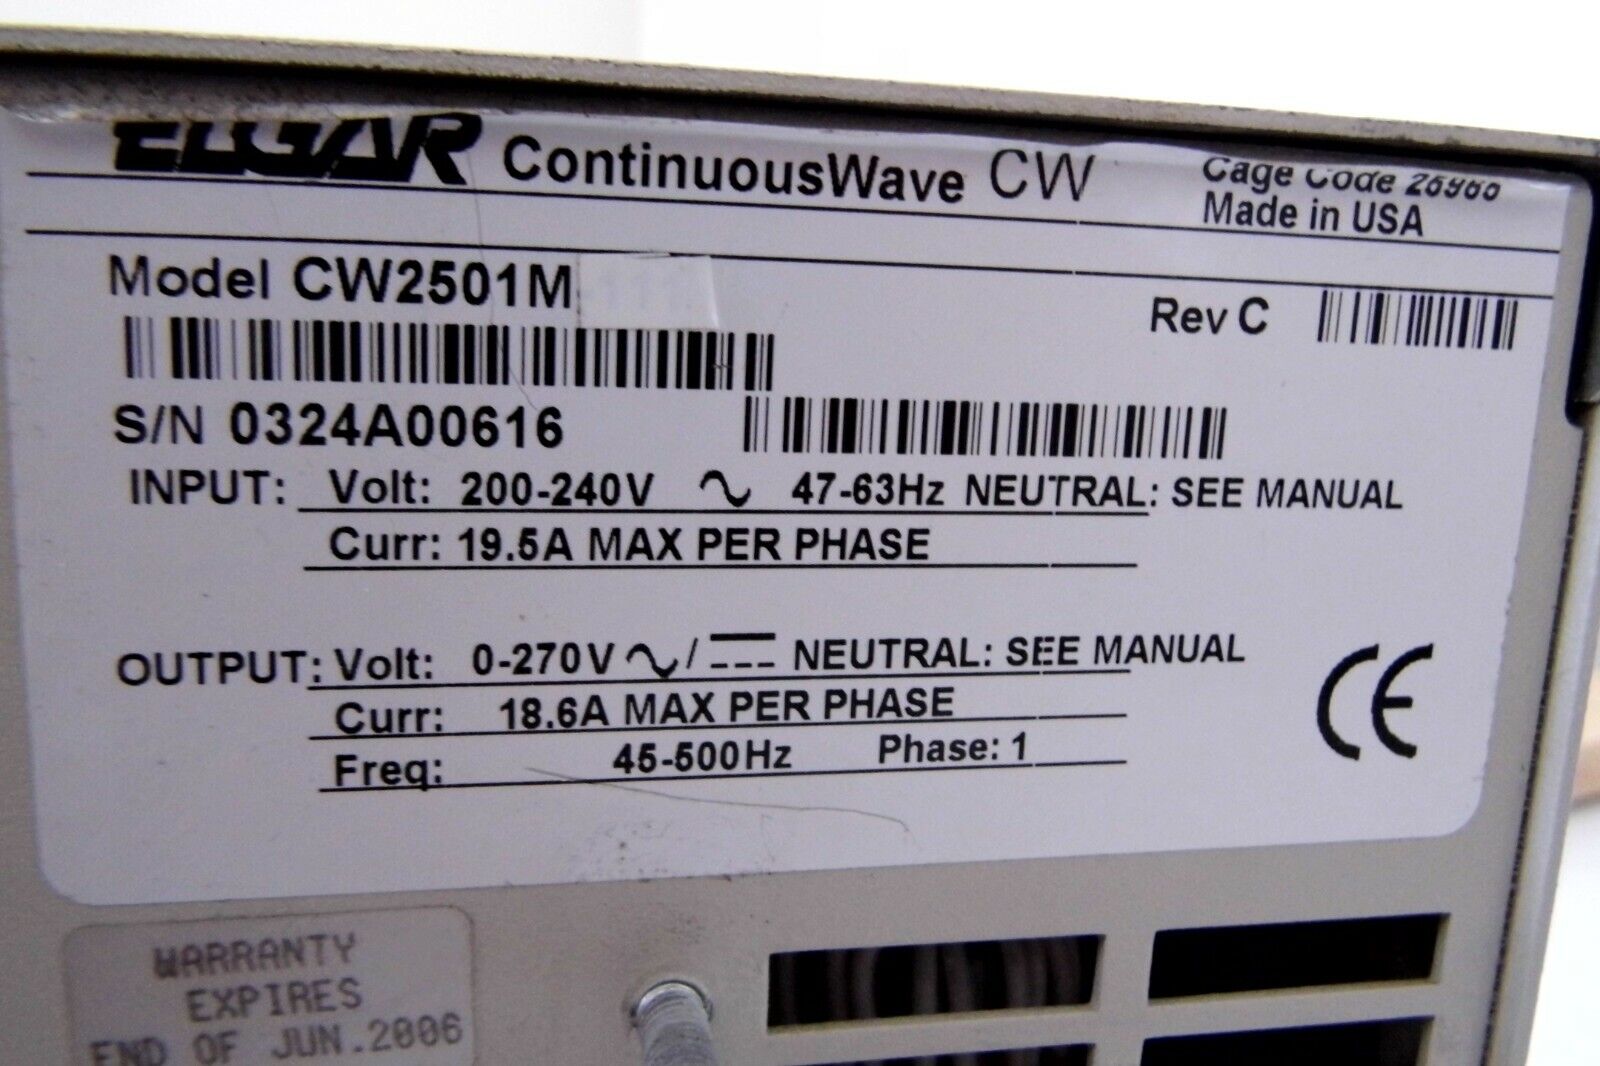 ELGAR ContinuousWave CW
Cage Code
Made in USA
Model CW2501M
Rev C
S/N 0324A00616
INPUT: Volt: 200-240V ∿ 47-63Hz NEUTRAL: SEE MANUAL
Curr: 19.5A MAX PER PHASE
OUTPUT: Volt: 0-270V ∿/⎓ NEUTRAL: SEE MANUAL
Curr: 18.6A MAX PER PHASE
Freq: 45-500Hz Phase: 1
CE
WARRANTY
EXPIRES
END OF JUN.2006